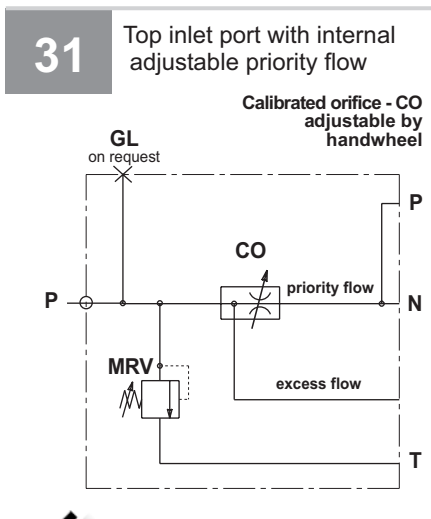 31
Top inlet port with internal
adjustable priority flow
Calibrated orifice - CO
adjustable by
handwheel
GL
on request
P
CO
priority flow
P
N
MRV
excess flow
T